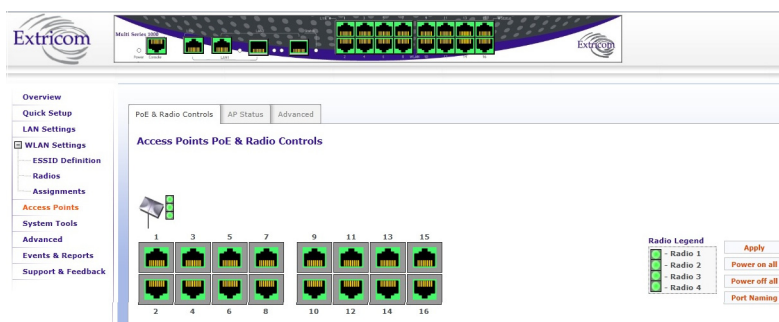 Extricom
Multi Series 1000
Power Console
LAN1
Extricom
Overview
Quick Setup
LAN Settings
WLAN Settings
ESSID Definition
Radios
Assignments
Access Points
System Tools
Advanced
Events & Reports
Support & Feedback
PoE & Radio Controls AP Status Advanced
Access Points PoE & Radio Controls
1 3 5 7 9 11 13 15
2 4 6 8 10 12 14 16
Radio Legend
- Radio 1
- Radio 2
- Radio 3
- Radio 4
Apply
Power on all
Power off all
Port Naming